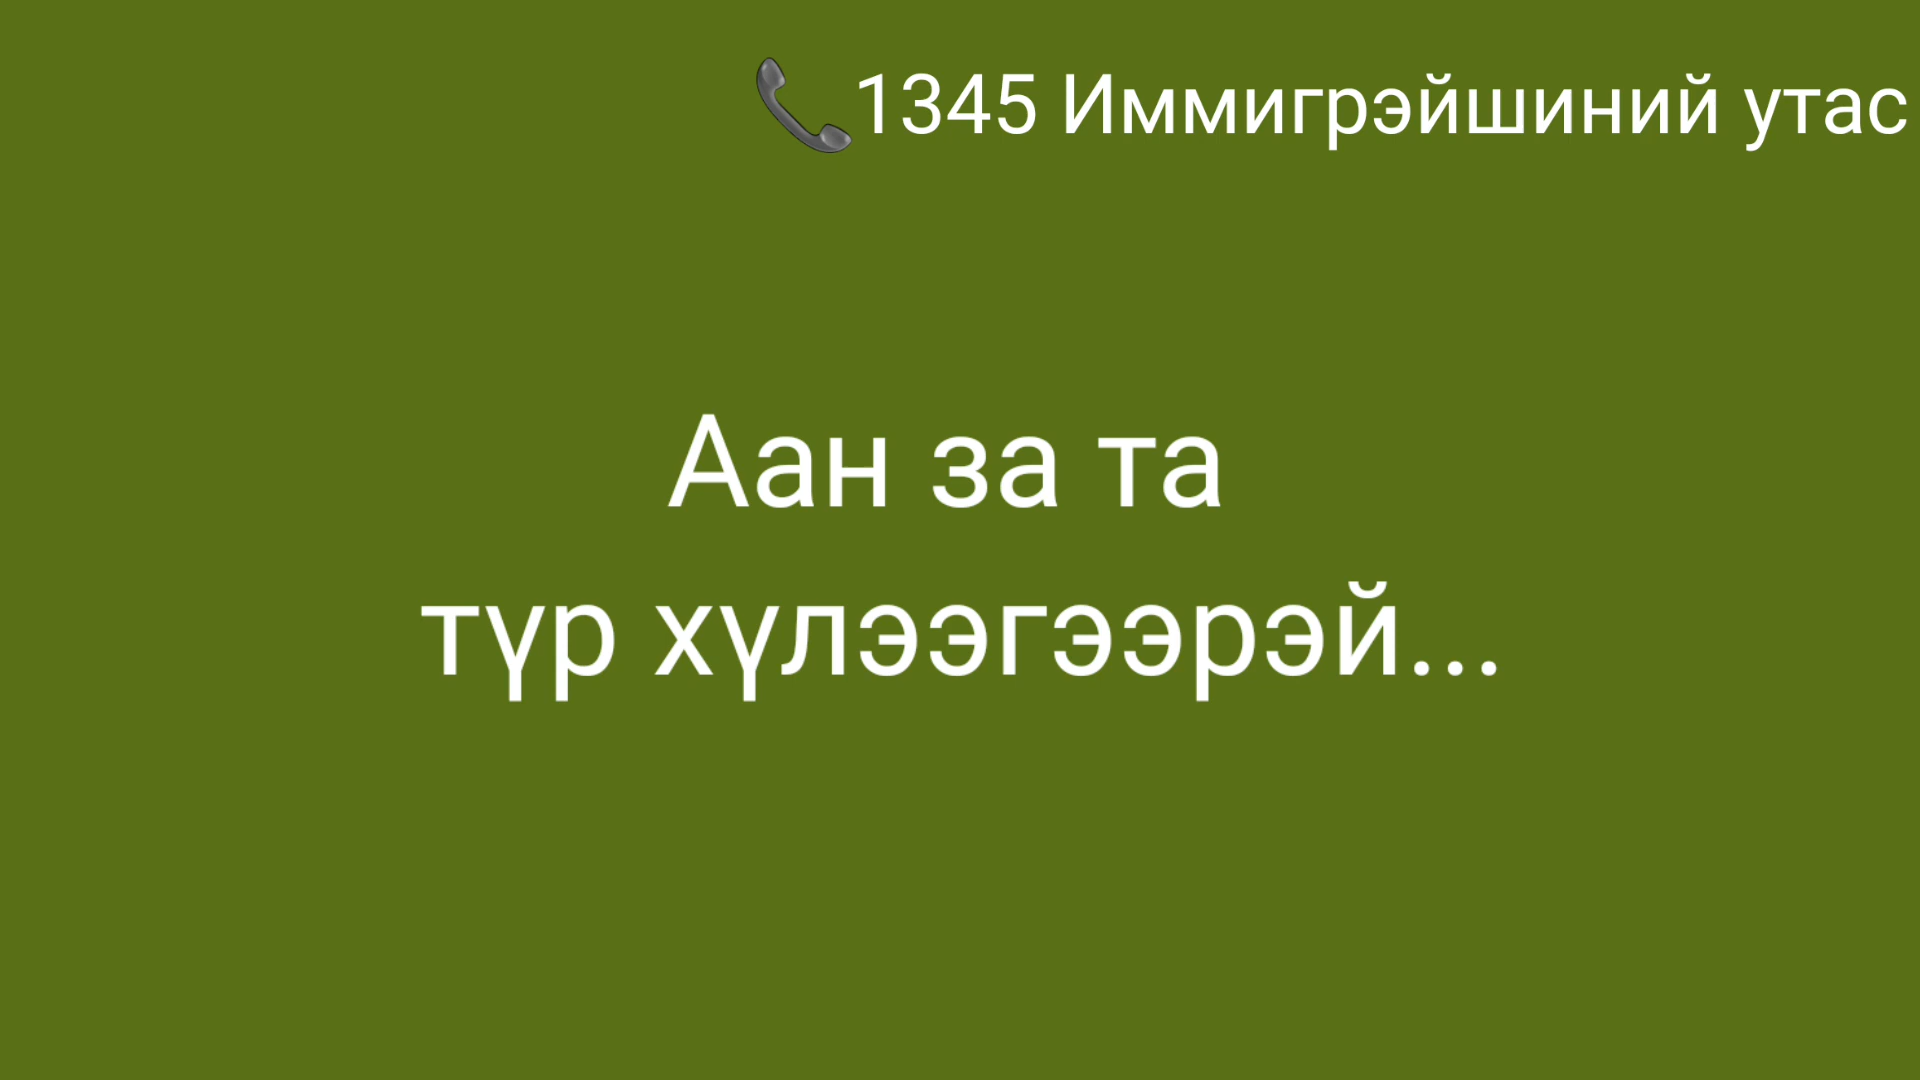 📞1345 Иммигрэйшиний утас
Аан за та
түр хүлээгээрэй...